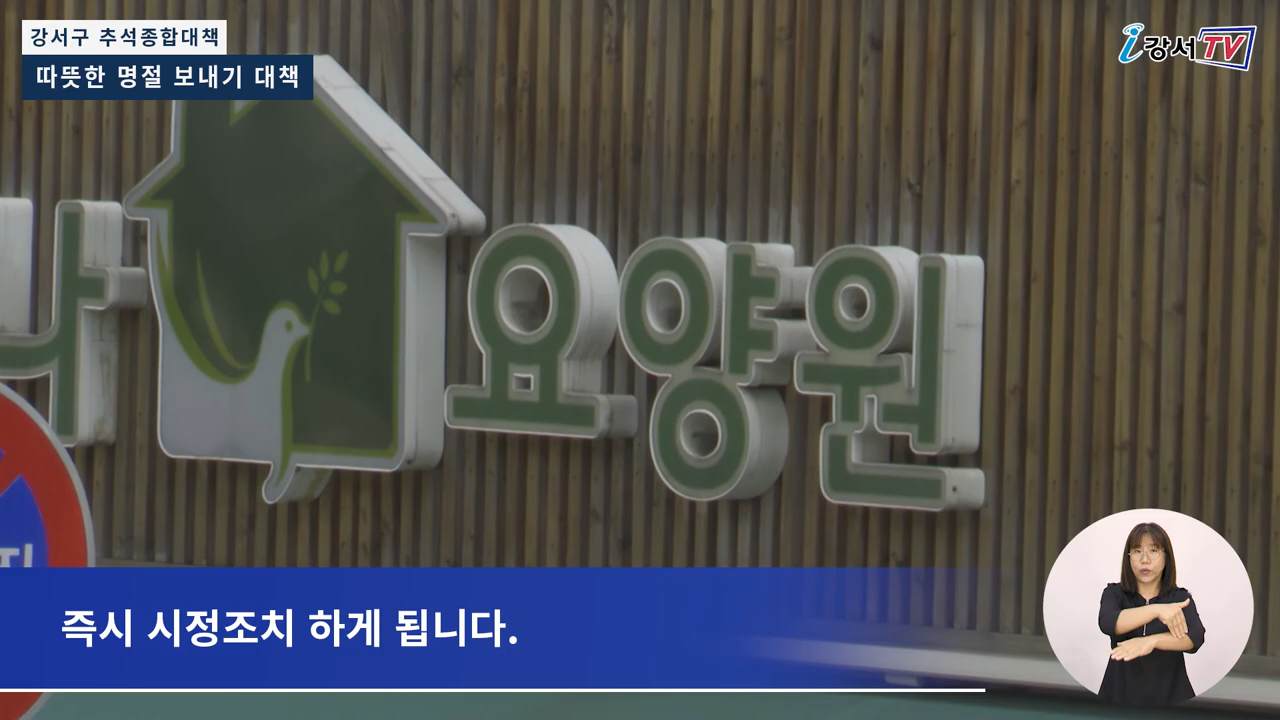 강서구 추석종합대책
따뜻한 명절 보내기 대책
i강서TV
요양원
즉시 시정조치 하게 됩니다.